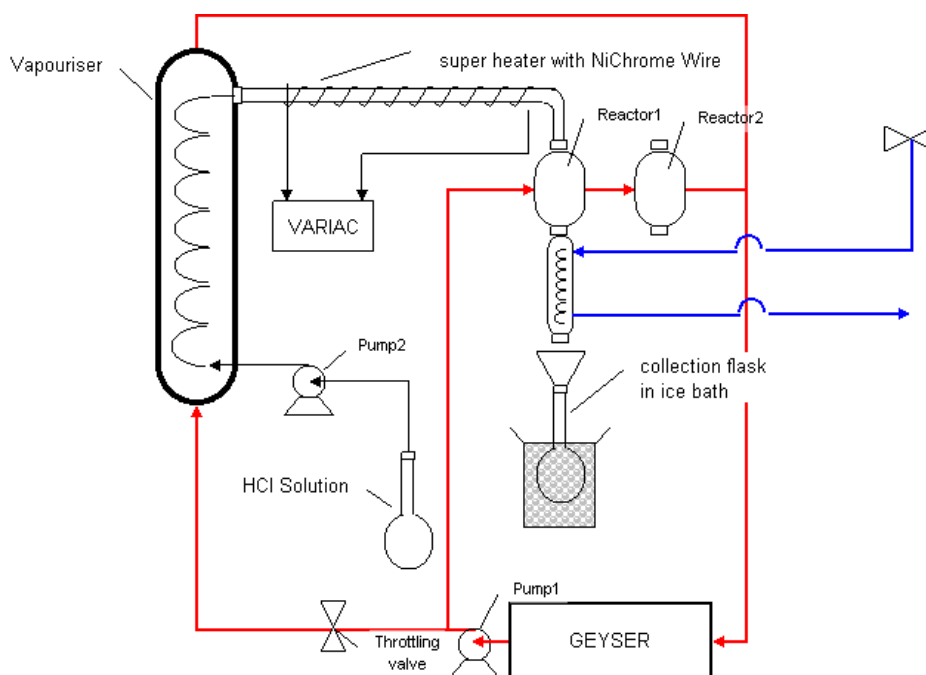 super heater with NiChrome Wire
Vapouriser
Reactor1
Reactor2
VARIAC
Pump2
collection flask
in ice bath
HCl Solution
Pump1
Throttling
valve
GEYSER